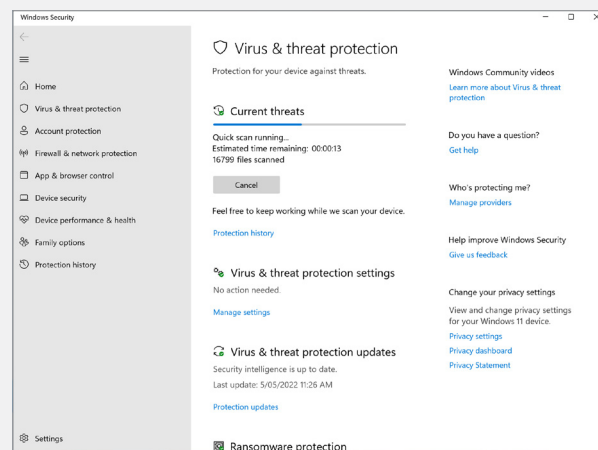 Windows Security
Home
Virus & threat protection
Account protection
Firewall & network protection
App & browser control
Device security
Device performance & health
Family options
Protection history
Settings
Virus & threat protection
Protection for your device against threats.
Current threats
Quick scan running...
Estimated time remaining: 00:00:13
16799 files scanned
Cancel
Feel free to keep working while we scan your device.
Protection history
Virus & threat protection settings
No action needed.
Manage settings
Virus & threat protection updates
Security intelligence is up to date.
Last update: 5/05/2022 11:26 AM
Protection updates
Ransomware protection
Windows Community videos
Learn more about Virus & threat
protection
Do you have a question?
Get help
Who's protecting me?
Manage providers
Help improve Windows Security
Give us feedback
Change your privacy settings
View and change privacy settings
for your Windows 11 device.
Privacy settings
Privacy dashboard
Privacy Statement